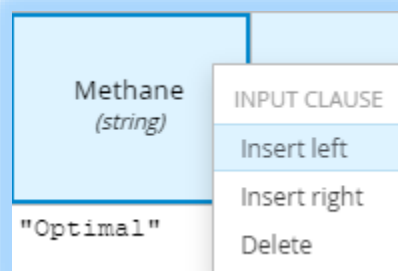 Methane
(string)
INPUT CLAUSE
Insert left
Insert right
"Optimal"
Delete